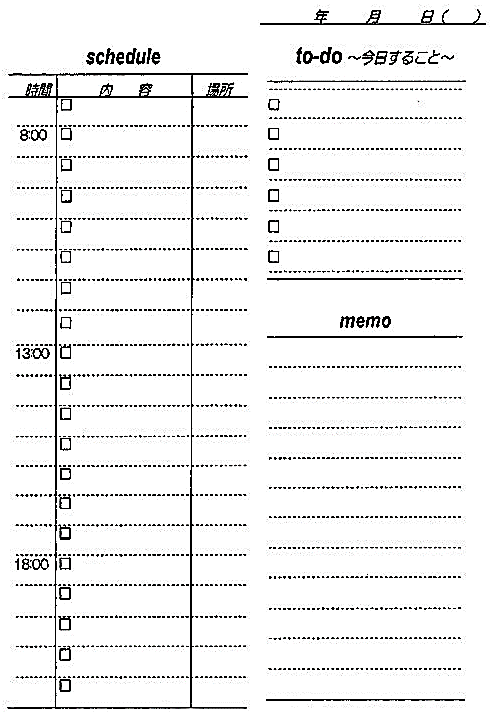 年 月 日( )
schedule
時間 内 容 場所
8:00
13:00
18:00
to-do ～今日すること～
memo